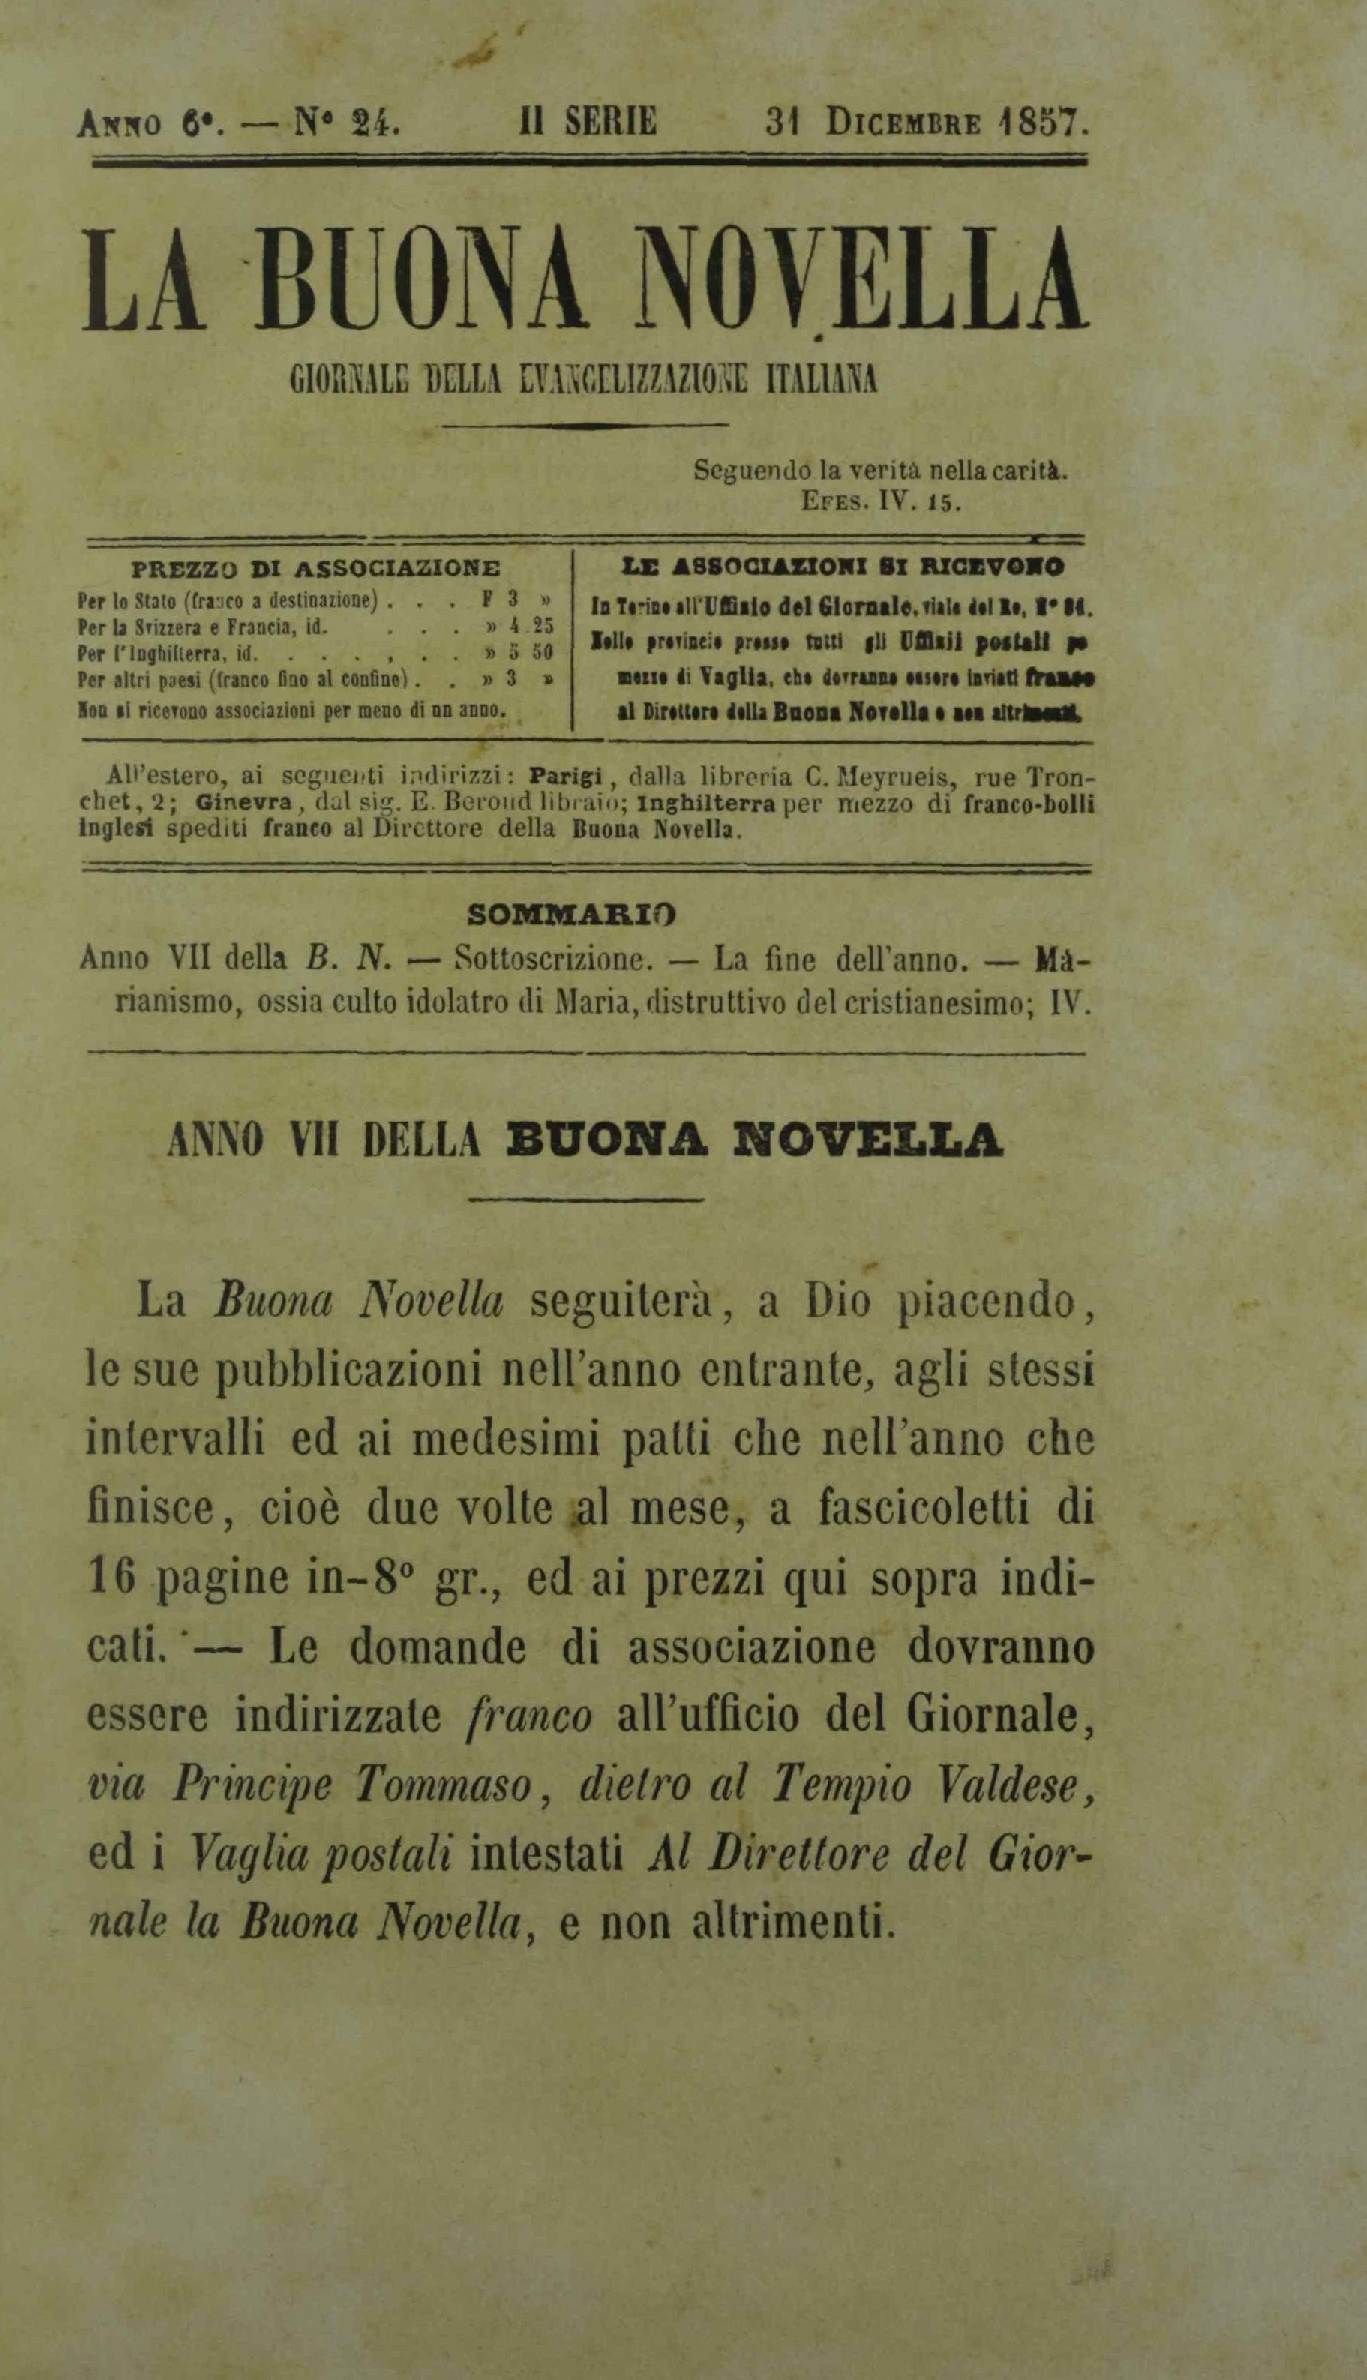 ANNO 6°. — N° 24. II SERIE 31 DICEMBRE 1857.
LA BUONA NOVELLA
GIORNALE DELLA EVANGELIZZAZIONE ITALIANA
Seguendo la verità nella carità.
EFES. IV. 15.
PREZZO DI ASSOCIAZIONE
Per lo Stato (franco a destinazione) . . . F 3 »
Per la Svizzera e Francia, id. . . . » 4 25
Per l'Inghilterra, id. . . . , . . » 5 50
Per altri paesi (franco fino al confine) . . » 3 »
Non si ricevono associazioni per meno di un anno.
LE ASSOCIAZIONI SI RICEVONO
In Torino all'Uffizio del Giornale, viale del Re,
Nelle provincie presso tutti gli Uffizii postali pe
mezzo di Vaglia, che dovranno essere inviati franco
al Direttore della Buona Novella e non altrimenti.
All'estero, ai seguenti indirizzi: Parigi, dalla libreria C. Meyrueis, rue Tron-
chet, 2; Ginevra, dal sig. E. Beroud libraio; Inghilterra per mezzo di franco-bolli
inglesi spediti franco al Direttore della Buona Novella.
SOMMARIO
Anno VII della B. N. — Sottoscrizione. — La fine dell'anno. — Mà-
rianismo, ossia culto idolatro di Maria, distruttivo del cristianesimo; IV.
ANNO VII DELLA BUONA NOVELLA
La Buona Novella seguiterà, a Dio piacendo,
le sue pubblicazioni nell'anno entrante, agli stessi
intervalli ed ai medesimi patti che nell'anno che
finisce, cioè due volte al mese, a fascicoletti di
16 pagine in-8° gr., ed ai prezzi qui sopra indi-
cati. — Le domande di associazione dovranno
essere indirizzate franco all'ufficio del Giornale,
via Principe Tommaso, dietro al Tempio Valdese,
ed i Vaglia postali intestati Al Direttore del Gior-
nale la Buona Novella, e non altrimenti.